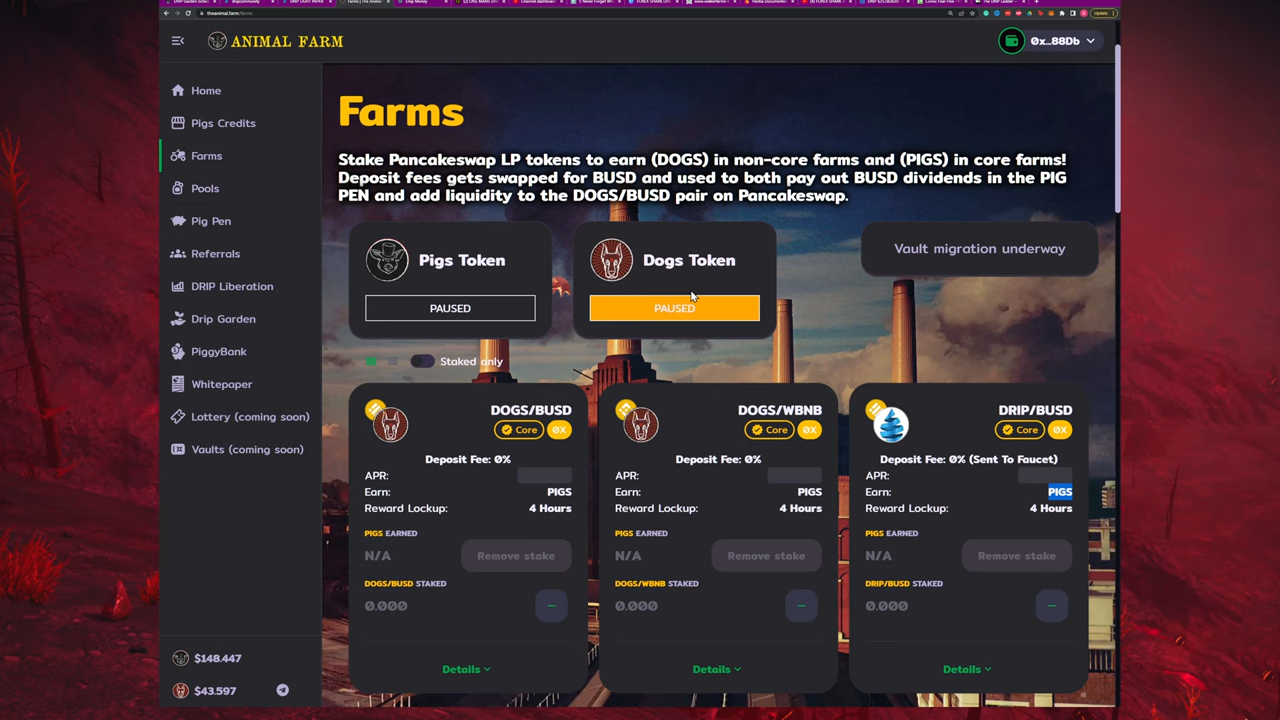 theanimal.farm/farms
Update
ANIMAL FARM
0x...88Db
Home
Pigs Credits
Farms
Pools
Pig Pen
Referrals
DRIP Liberation
Drip Garden
PiggyBank
Whitepaper
Lottery (coming soon)
Vaults (coming soon)
$148.447
$43.597
Farms
Stake Pancakeswap LP tokens to earn (DOGS) in non-core farms and (PIGS) in core farms!
Deposit fees gets swapped for BUSD and used to both pay out BUSD dividends in the PIG
PEN and add liquidity to the DOGS/BUSD pair on Pancakeswap.
Pigs Token
PAUSED
Dogs Token
PAUSED
Vault migration underway
Staked only
DOGS/BUSD
Core 0X
Deposit Fee: 0%
APR:
Earn: PIGS
Reward Lockup: 4 Hours
PIGS EARNED
N/A Remove stake
DOGS/BUSD STAKED
0.000
Details
DOGS/WBNB
Core 0X
Deposit Fee: 0%
APR:
Earn: PIGS
Reward Lockup: 4 Hours
PIGS EARNED
N/A Remove stake
DOGS/WBNB STAKED
0.000
Details
DRIP/BUSD
Core 0X
Deposit Fee: 0% (Sent To Faucet)
APR:
Earn: PIGS
Reward Lockup: 4 Hours
PIGS EARNED
N/A Remove stake
DRIP/BUSD STAKED
0.000
Details